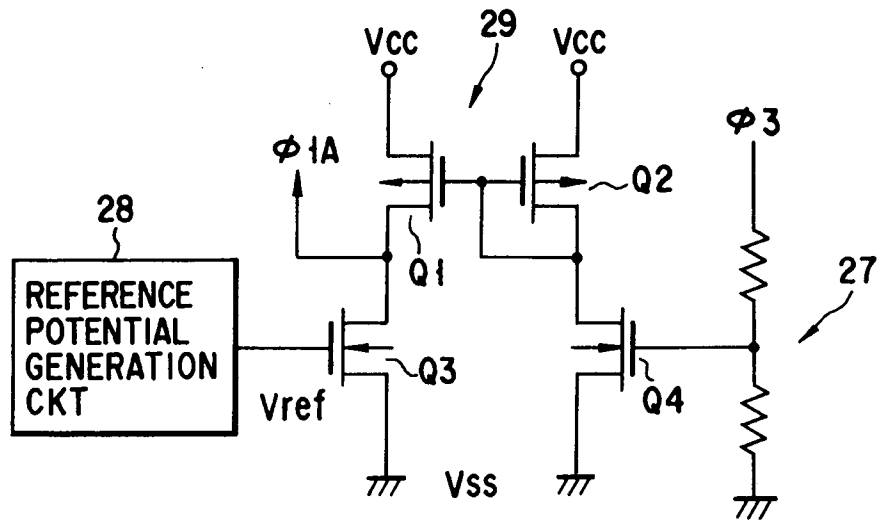 29
Vcc
Vcc
φ1A
φ3
Q2
28
Q1
27
REFERENCE
POTENTIAL
GENERATION
CKT
Q3
Q4
Vref
Vss